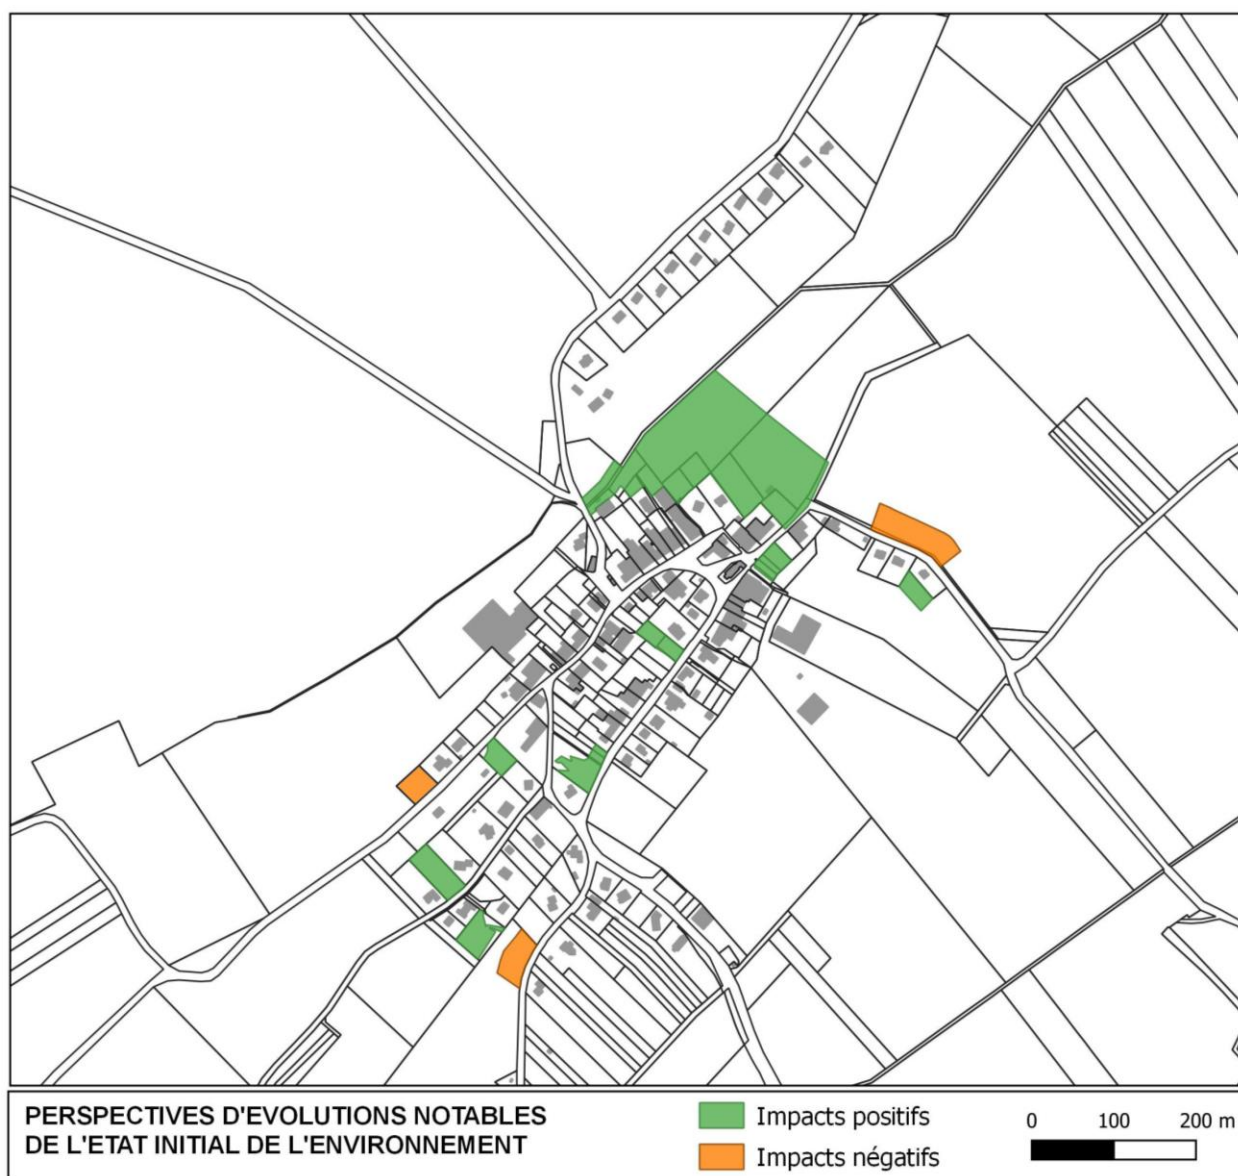 PERSPECTIVES D'EVOLUTIONS NOTABLES
DE L'ETAT INITIAL DE L'ENVIRONNEMENT
Impacts positifs
Impacts négatifs
0 100 200 m